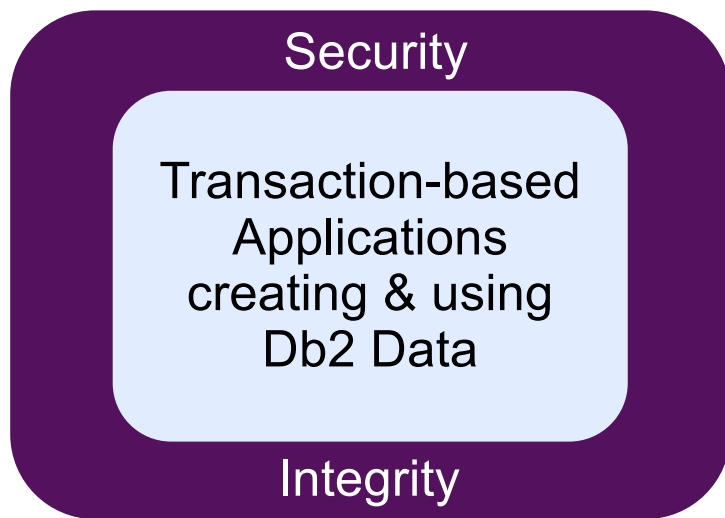 Security
Transaction-based
Applications
creating & using
Db2 Data
Integrity